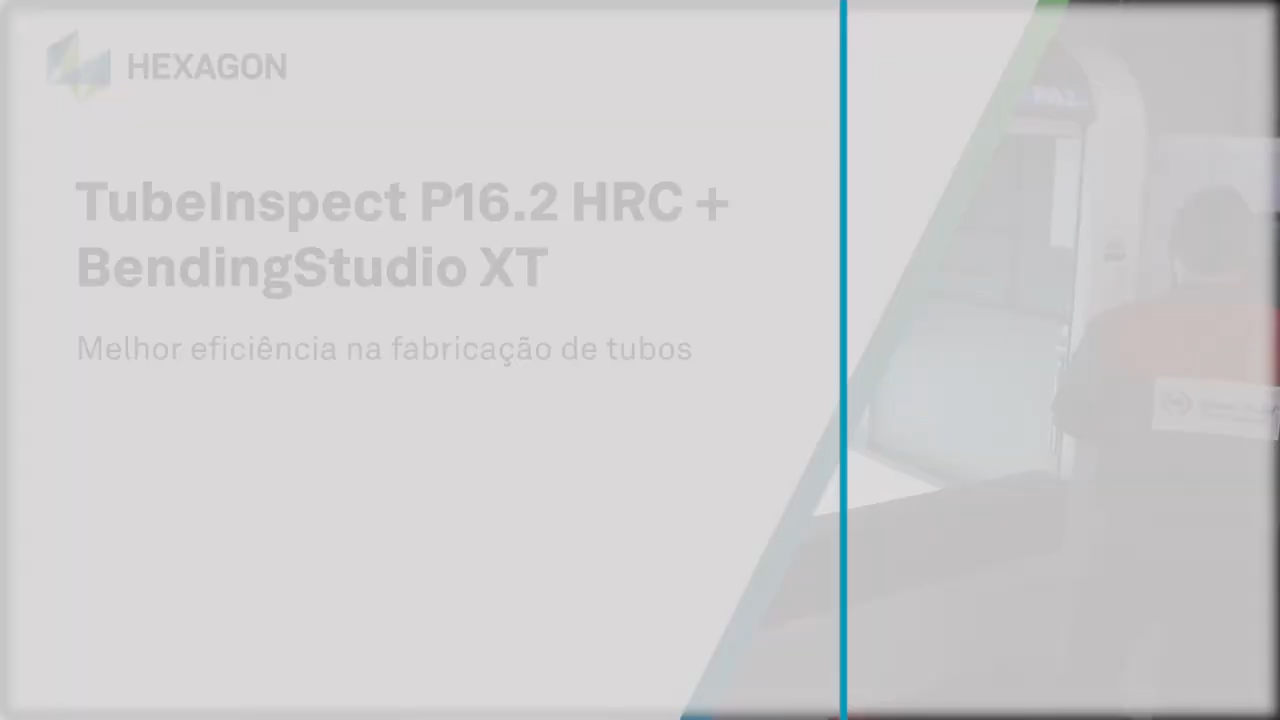 HEXAGON
TubeInspect P16.2 HRC +
BendingStudio XT
Melhor eficiência na fabricação de tubos